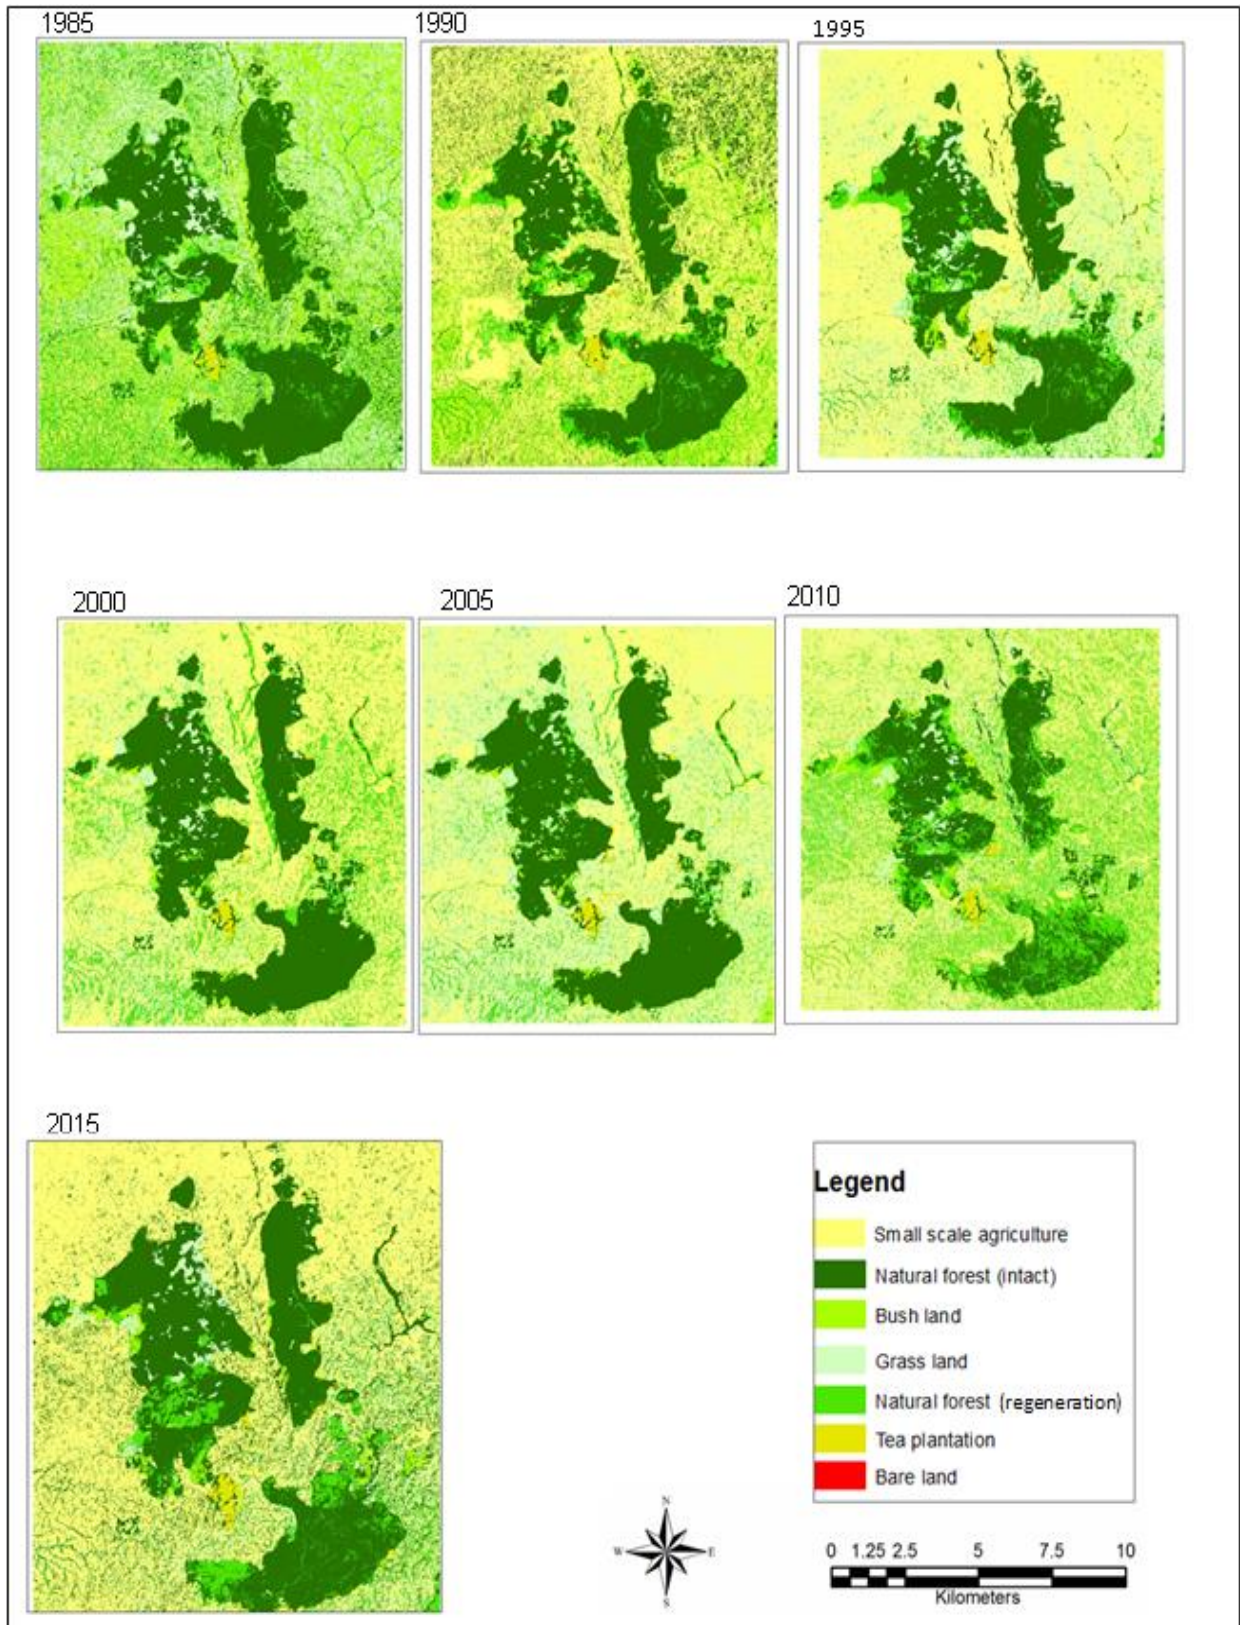 1985
1990
1995
2000
2005
2010
2015
Legend
Small scale agriculture
Natural forest (intact)
Bush land
Grass land
Natural forest (regeneration)
Tea plantation
Bare land
N
W E
S
0 1.25 2.5 5 7.5 10
Kilometers